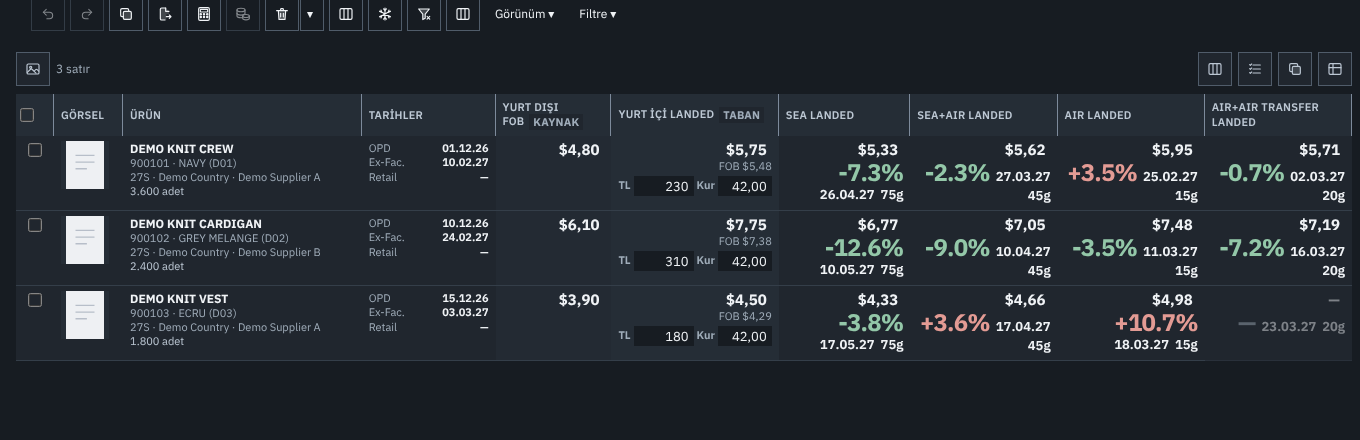 Görünüm ▾ Filtre ▾
3 satır
GÖRSEL ÜRÜN TARİHLER YURT DIŞI FOB KAYNAK YURT İÇİ LANDED TABAN SEA LANDED SEA+AIR LANDED AIR LANDED AIR+AIR TRANSFER LANDED
DEMO KNIT CREW OPD 01.12.26 $4,80 $5,75 $5,33 $5,62 $5,95 $5,71
900101 · NAVY (D01) Ex-Fac. 10.02.27 FOB $5,48 -7.3% -2.3% 27.03.27 +3.5% 25.02.27 -0.7% 02.03.27
27S · Demo Country · Demo Supplier A Retail — TL 230 Kur 42,00 26.04.27 75g 45g 15g 20g
3.600 adet
DEMO KNIT CARDIGAN OPD 10.12.26 $6,10 $7,75 $6,77 $7,05 $7,48 $7,19
900102 · GREY MELANGE (D02) Ex-Fac. 24.02.27 FOB $7,38 -12.6% -9.0% 10.04.27 -3.5% 11.03.27 -7.2% 16.03.27
27S · Demo Country · Demo Supplier B Retail — TL 310 Kur 42,00 10.05.27 75g 45g 15g 20g
2.400 adet
DEMO KNIT VEST OPD 15.12.26 $3,90 $4,50 $4,33 $4,66 $4,98 —
900103 · ECRU (D03) Ex-Fac. 03.03.27 FOB $4,29 -3.8% +3.6% 17.04.27 +10.7% — 23.03.27 20g
27S · Demo Country · Demo Supplier A Retail — TL 180 Kur 42,00 17.05.27 75g 45g 18.03.27 15g
1.800 adet